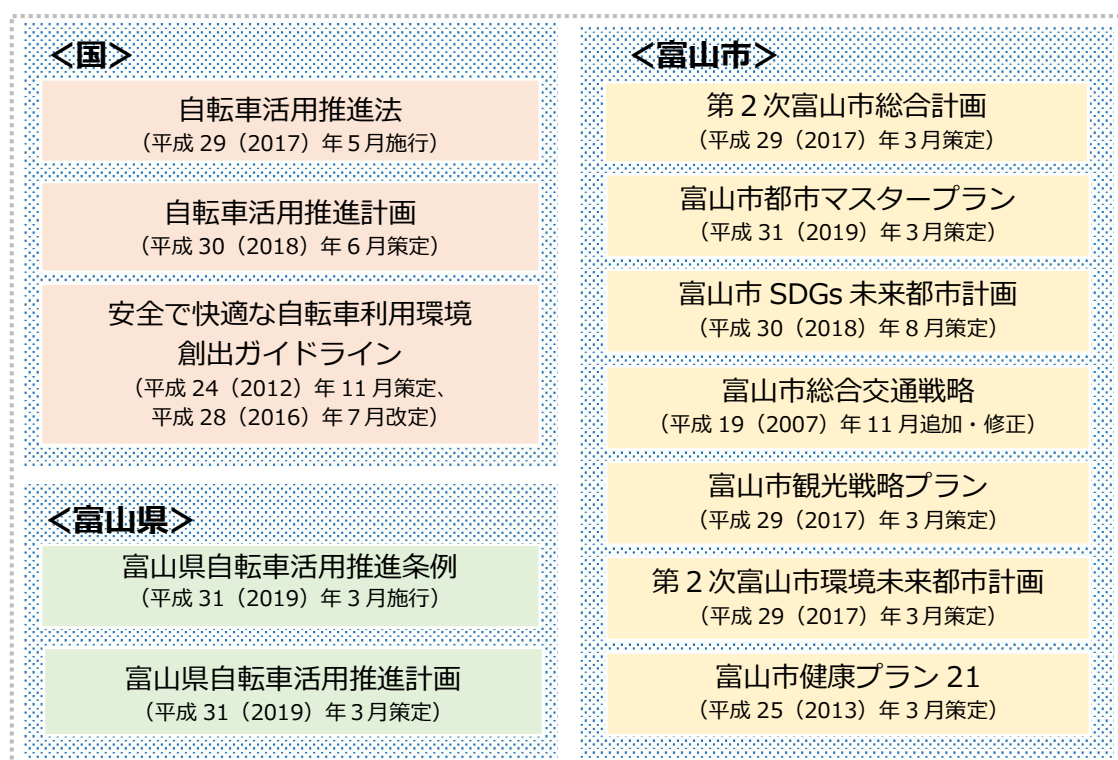 ＜国＞
自転車活用推進法
（平成 29（2017）年５月施行）
自転車活用推進計画
（平成 30（2018）年６月策定）
安全で快適な自転車利用環境
創出ガイドライン
（平成 24（2012）年 11 月策定、
平成 28（2016）年７月改定）
＜富山県＞
富山県自転車活用推進条例
（平成 31（2019）年３月施行）
富山県自転車活用推進計画
（平成 31（2019）年３月策定）
＜富山市＞
第２次富山市総合計画
（平成 29（2017）年３月策定）
富山市都市マスタープラン
（平成 31（2019）年３月策定）
富山市 SDGs 未来都市計画
（平成 30（2018）年８月策定）
富山市総合交通戦略
（平成 19（2007）年 11 月追加・修正）
富山市観光戦略プラン
（平成 29（2017）年３月策定）
第２次富山市環境未来都市計画
（平成 29（2017）年３月策定）
富山市健康プラン 21
（平成 25（2013）年３月策定）